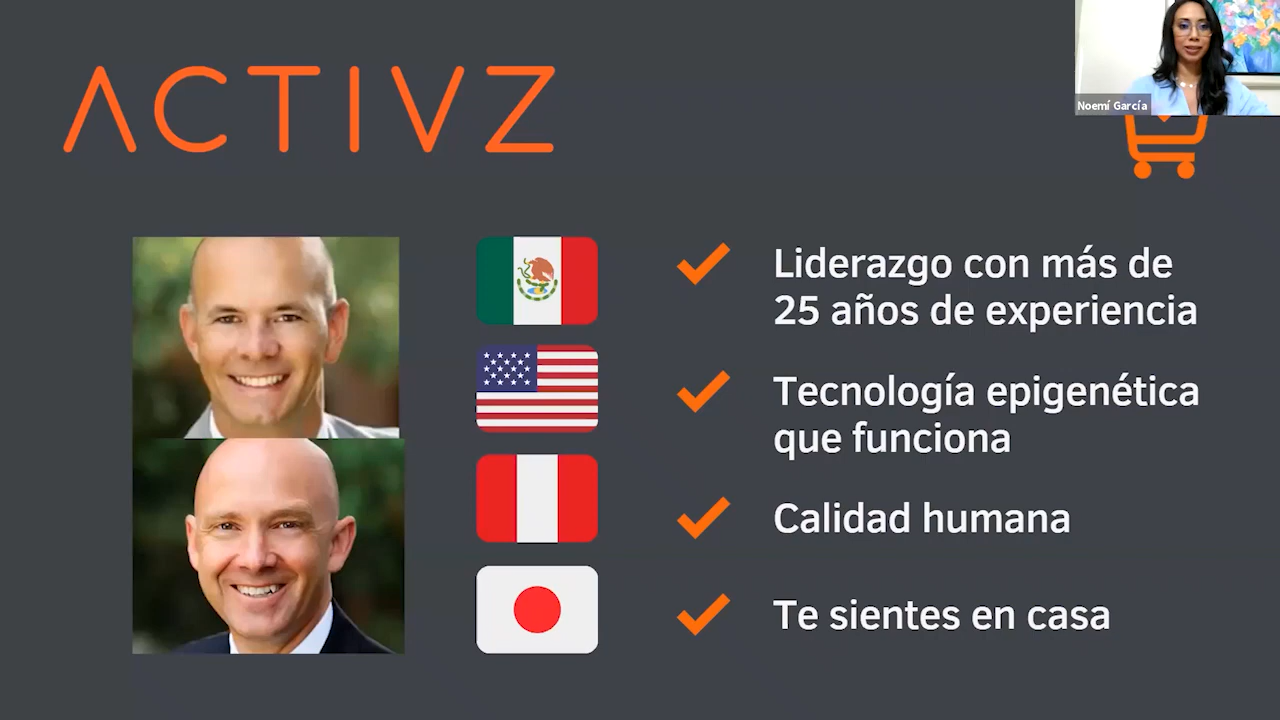 ACTIVZ
Noemí García
Liderazgo con más de
25 años de experiencia
Tecnología epigenética
que funciona
Calidad humana
Te sientes en casa